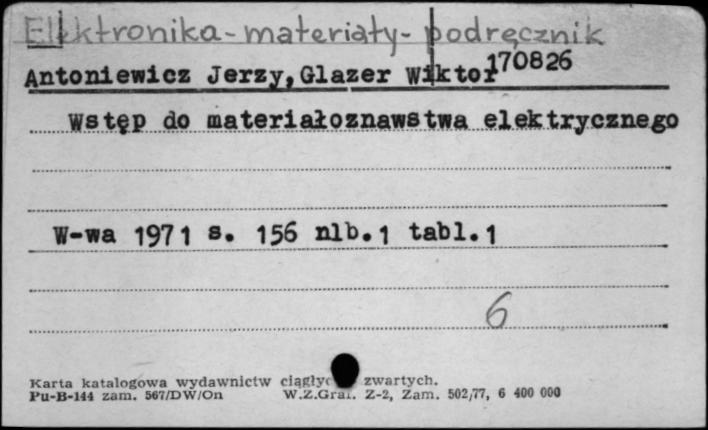 Elektronika - materiały - podręcznik
170826
Antoniewicz Jerzy, Glazer Wiktor
Wstęp do materiałoznawstwa elektrycznego
W-wa 1971 s. 156 nlb.1 tabl.1
6
Karta katalogowa wydawnictw zwartych.
Pu-B-144 zam. 567/DW/On W.Z.Graf. Z-2, Zam. 502/77, 6 400 000